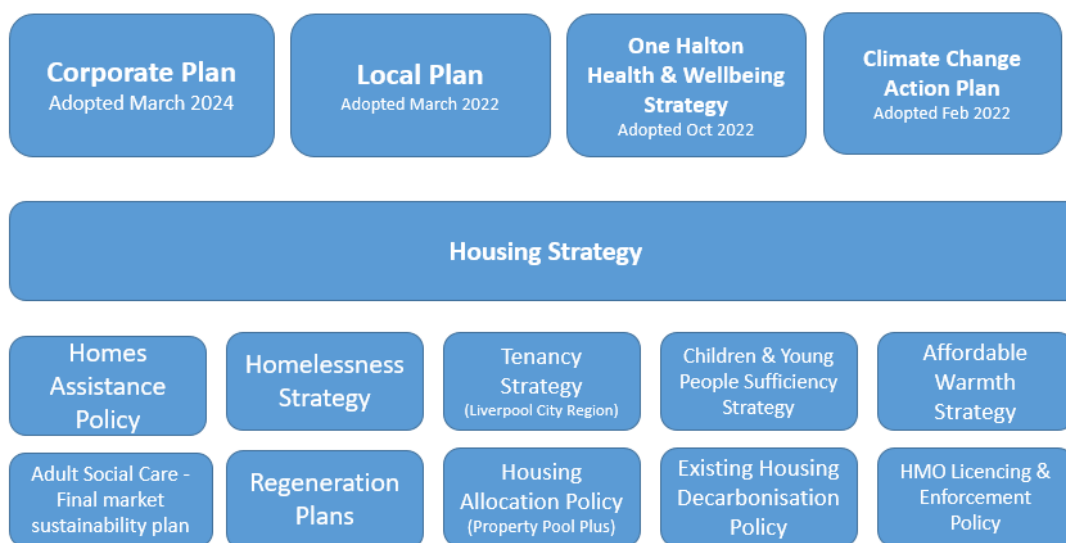 Corporate Plan
Adopted March 2024
Local Plan
Adopted March 2022
One Halton
Health & Wellbeing
Strategy
Adopted Oct 2022
Climate Change
Action Plan
Adopted Feb 2022
Housing Strategy
Homes
Assistance
Policy
Homelessness
Strategy
Tenancy
Strategy
(Liverpool City Region)
Children & Young
People Sufficiency
Strategy
Affordable
Warmth
Strategy
Adult Social Care -
Final market
sustainability plan
Regeneration
Plans
Housing
Allocation Policy
(Property Pool Plus)
Existing Housing
Decarbonisation
Policy
HMO Licencing &
Enforcement
Policy